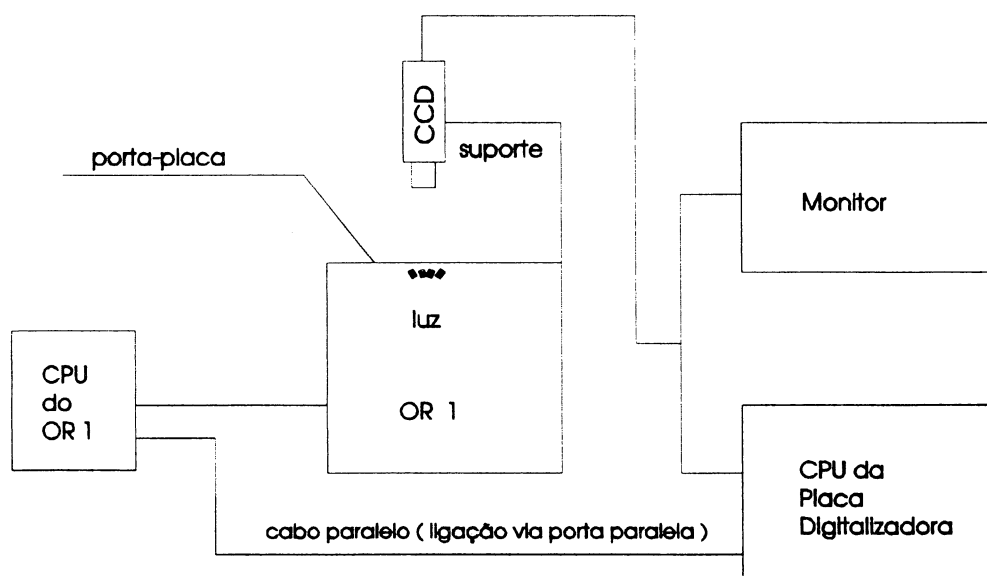 CCD
suporte
porta-placa
Monitor
luz
CPU
do
OR 1
OR 1
CPU da
Placa
Digitalizadora
cabo paralelo ( ligação via porta paralela )